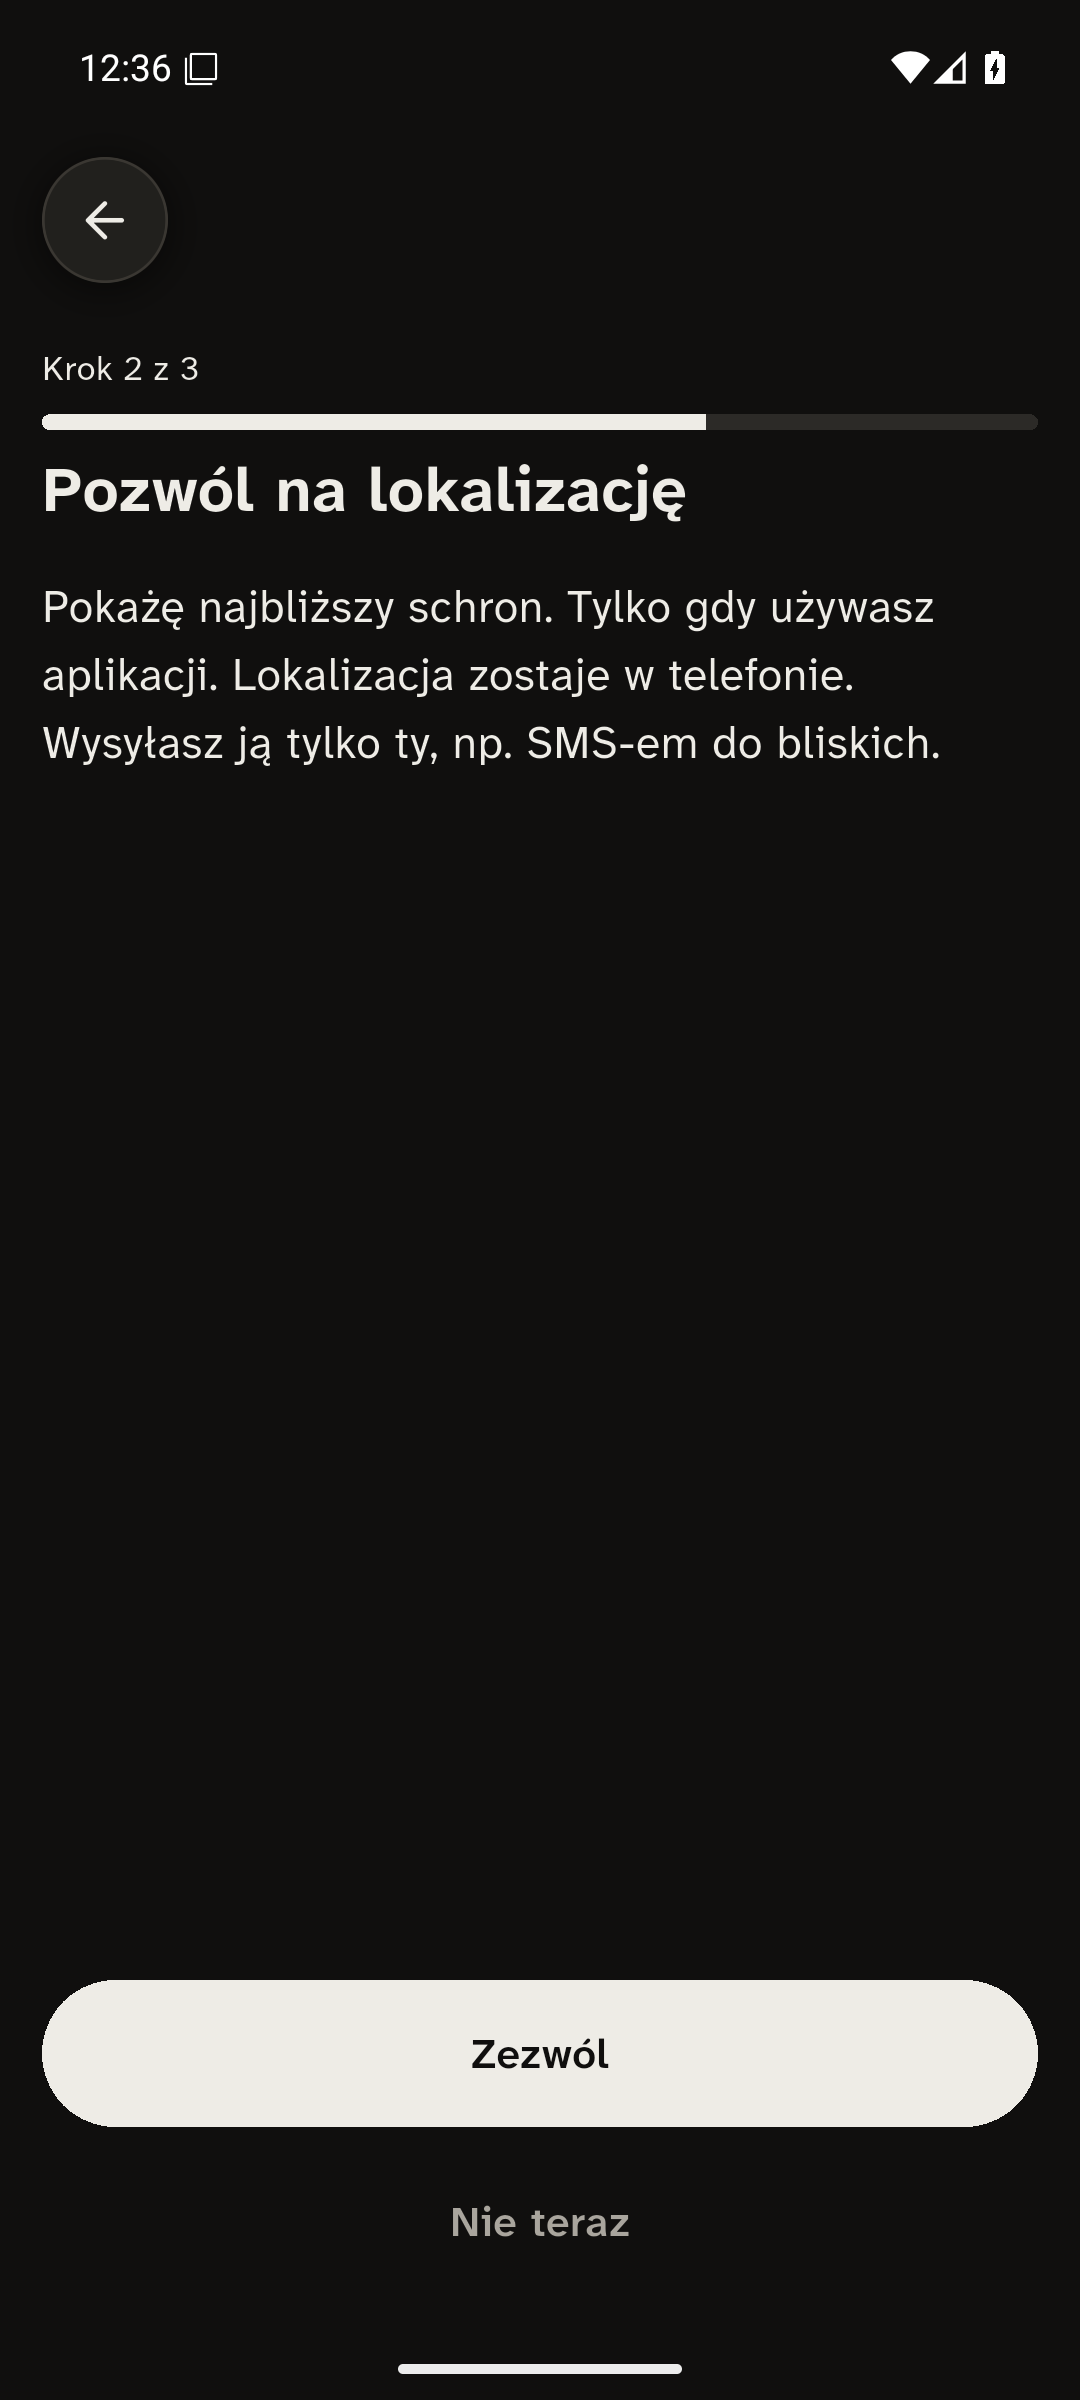 12:36
Krok 2 z 3
Pozwól na lokalizację
Pokażę najbliższy schron. Tylko gdy używasz
aplikacji. Lokalizacja zostaje w telefonie.
Wysyłasz ją tylko ty, np. SMS-em do bliskich.
Zezwól
Nie teraz